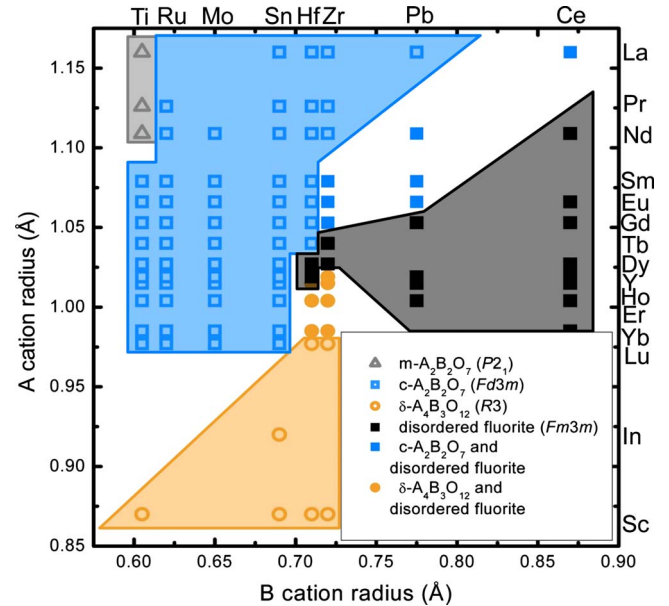 Ti Ru Mo Sn Hf Zr Pb Ce
1.15
1.10
1.05
1.00
0.95
0.90
0.85
A cation radius (Å)
La
Pr
Nd
Sm
Eu
Gd
Tb
Dy
Y
Ho
Er
Yb
Lu
In
Sc
m-A₂B₂O₇ (P2₁)
c-A₂B₂O₇ (Fd3m)
δ-A₄B₃O₁₂ (R3)
disordered fluorite (Fm3m)
c-A₂B₂O₇ and
disordered fluorite
δ-A₄B₃O₁₂ and
disordered fluorite
0.60 0.65 0.70 0.75 0.80 0.85 0.90
B cation radius (Å)